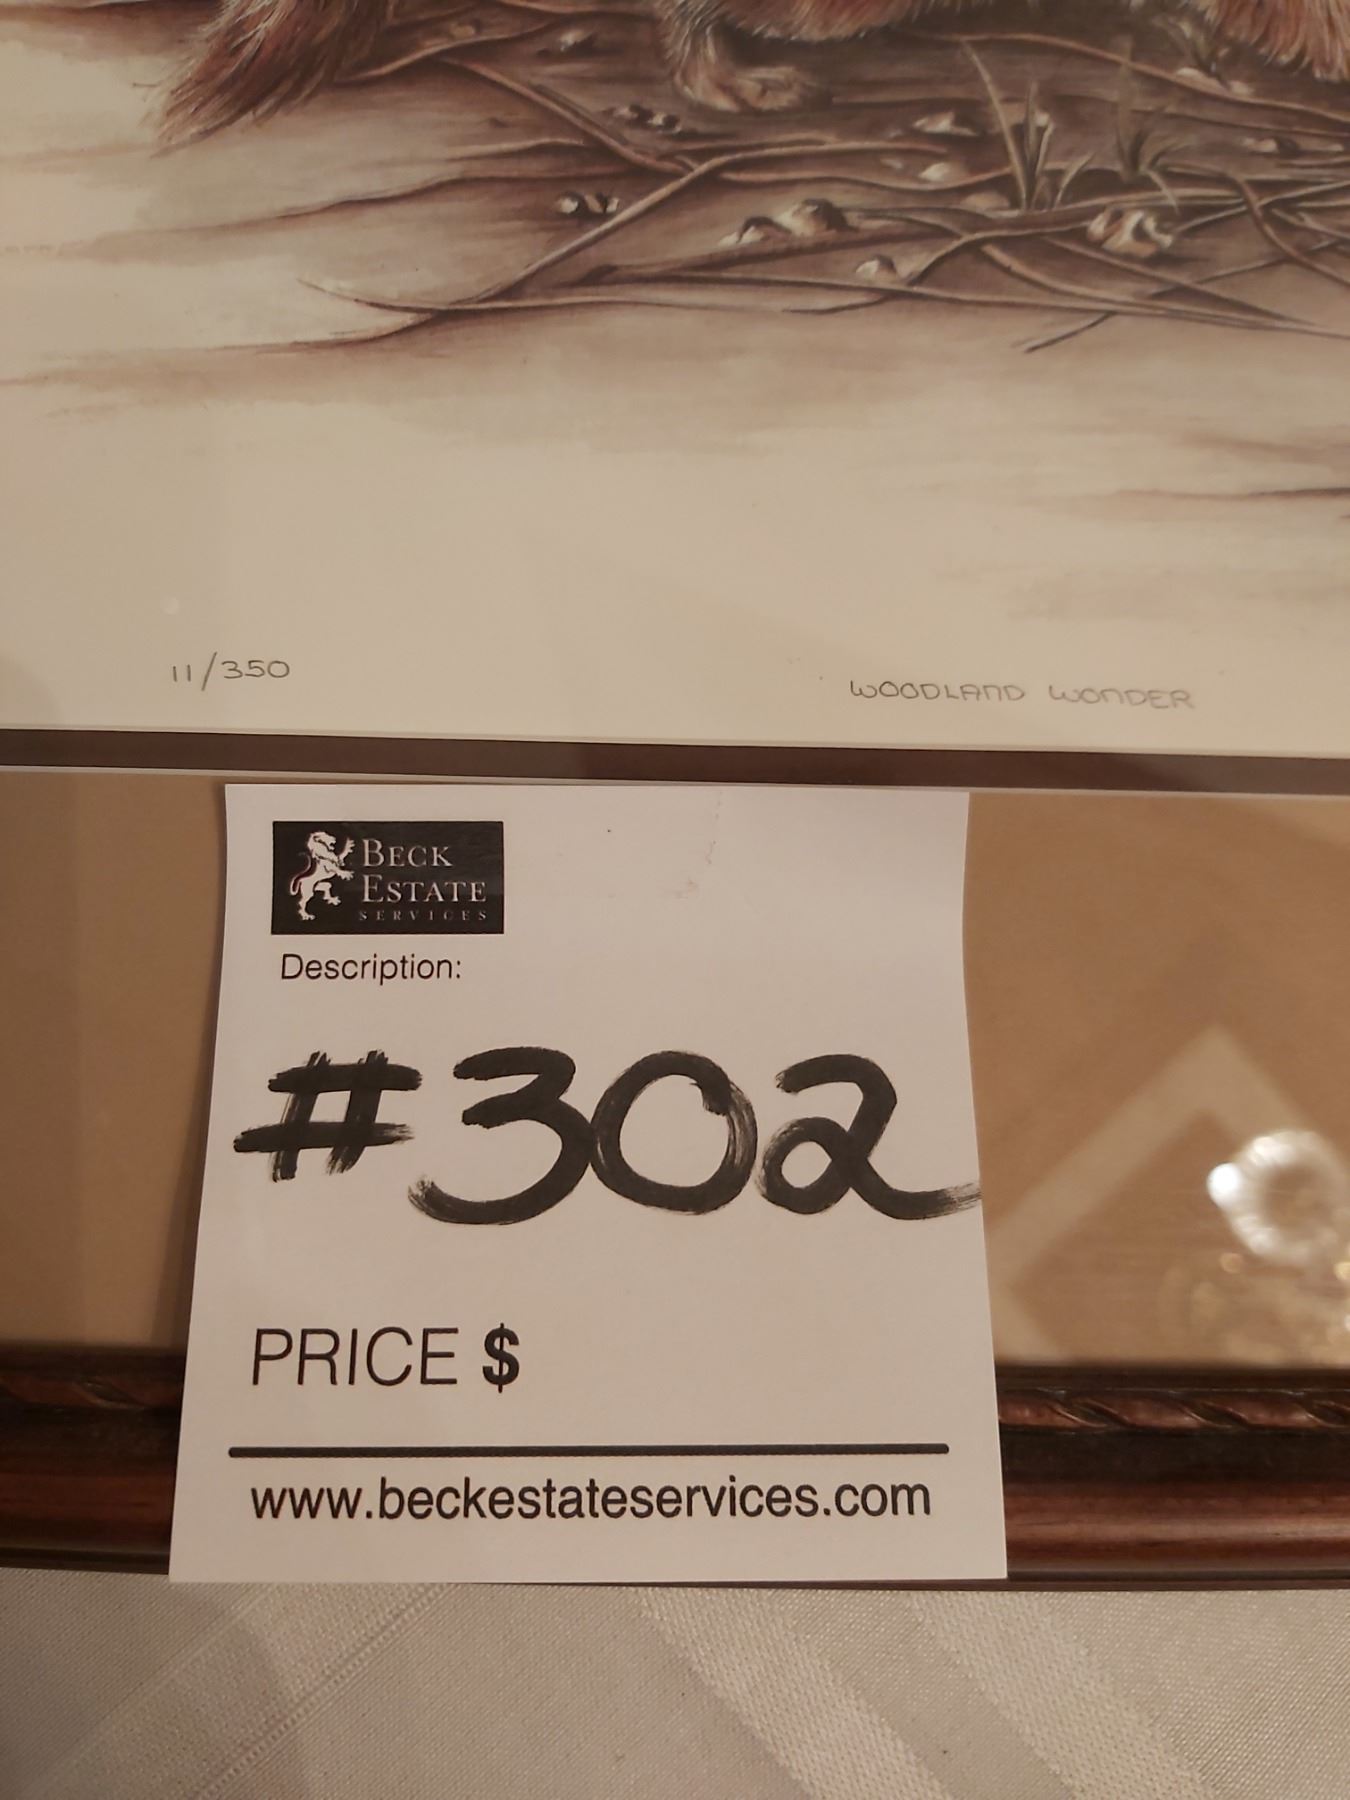 11/350
WOODLAND WONDER
BECK
ESTATE
SERVICES
Description:
#302
PRICE $
www.beckestateservices.com